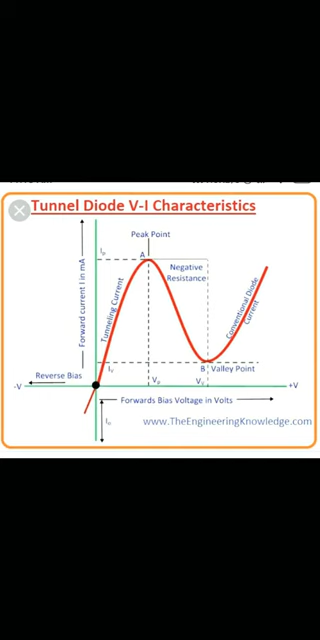 Tunnel Diode V-I Characteristics
Peak Point
A
Ip
Negative
Resistance
Forward current I in mA
Tunneling Current
Conventional Diode
Current
B Valley Point
Iv
Reverse Bias
-V
Vp
Vv
+V
Forwards Bias Voltage in Volts
www.TheEngineeringKnowledge.com